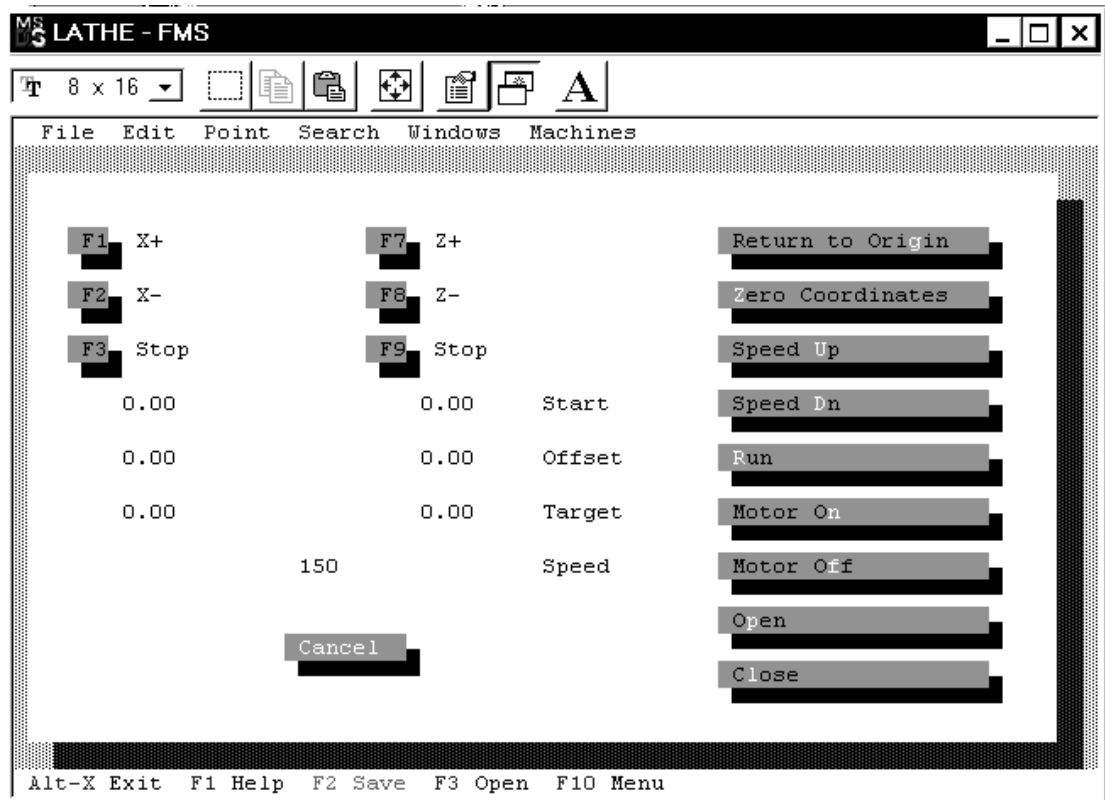 MS DOS LATHE - FMS
Tr 8 x 16 A
File Edit Point Search Windows Machines
F1 X+ F7 Z+ Return to Origin
F2 X- F8 Z- Zero Coordinates
F3 Stop F9 Stop Speed Up
0.00 0.00 Start Speed Dn
0.00 0.00 Offset Run
0.00 0.00 Target Motor On
150 Speed Motor Off
Open
Cancel
Close
Alt-X Exit F1 Help F2 Save F3 Open F10 Menu